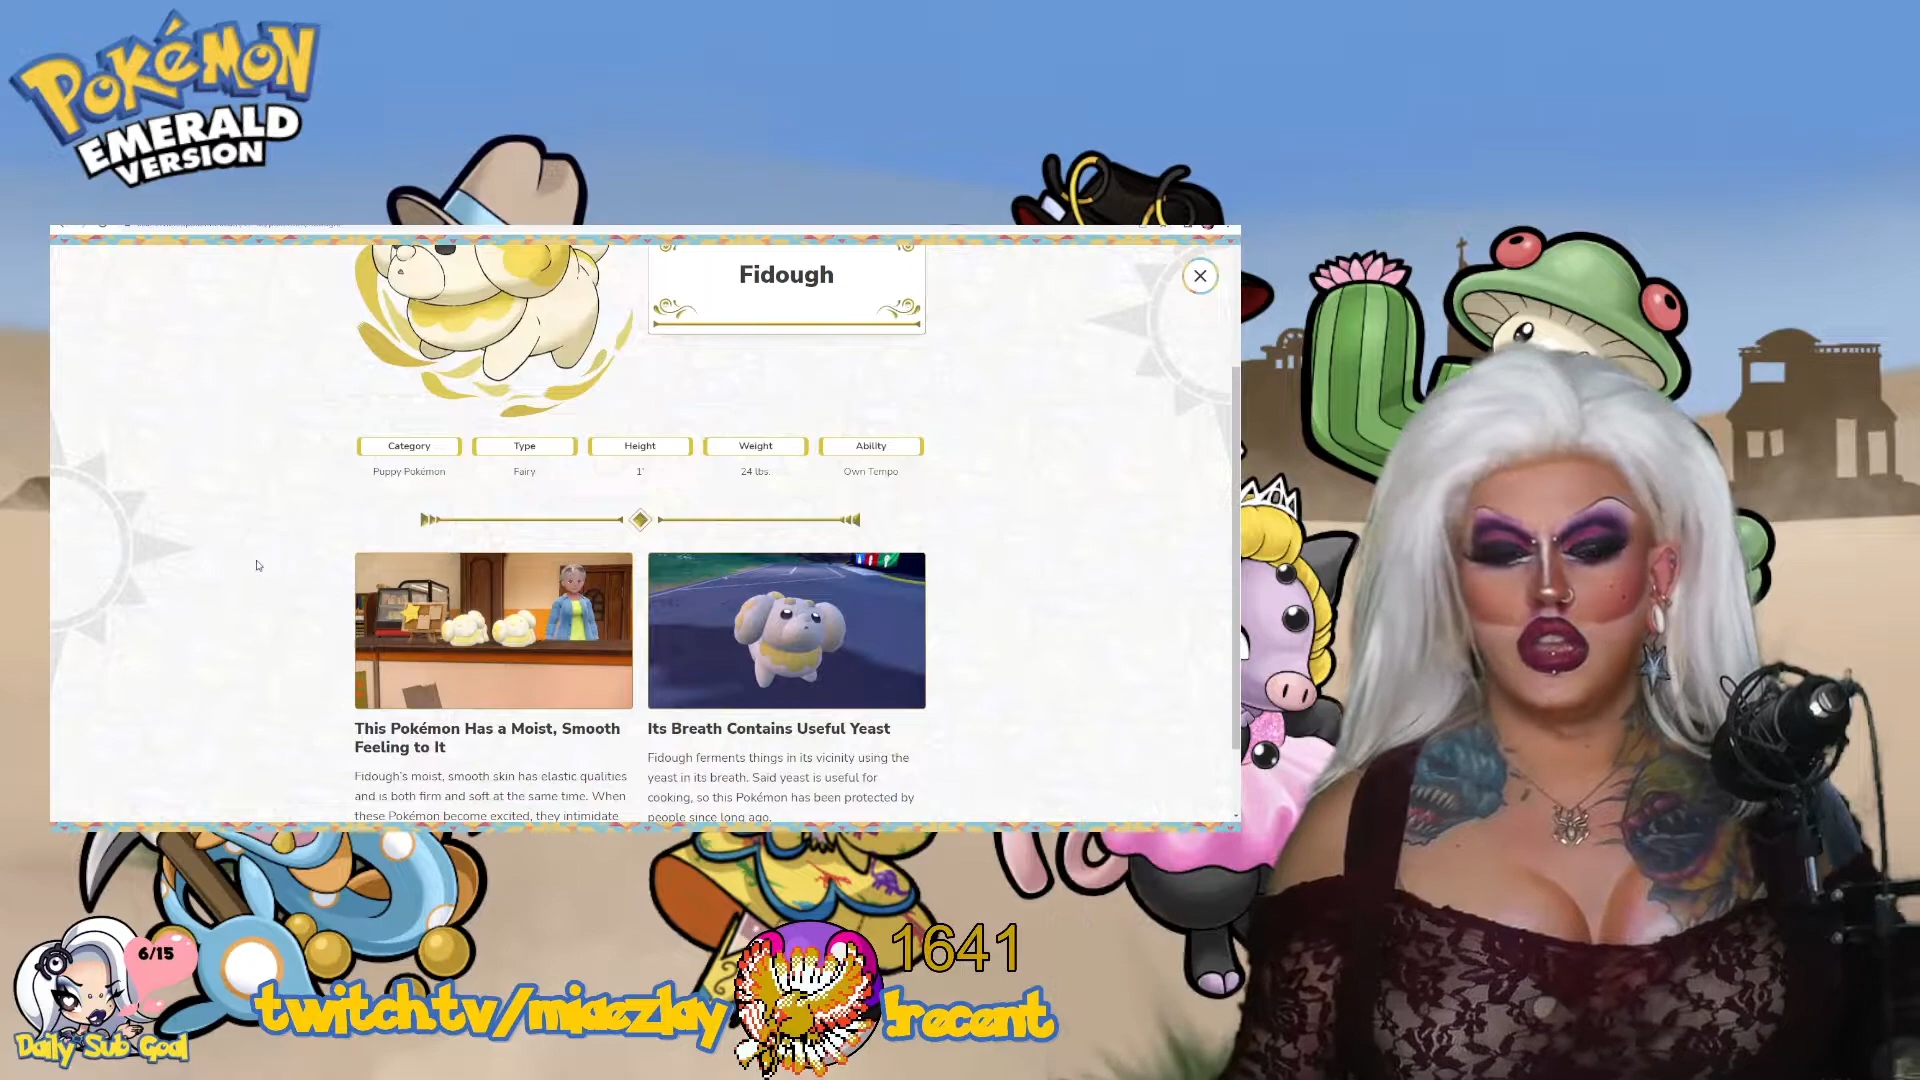 POKéMON
EMERALD
VERSION
Fidough
Category
Type
Height
Weight
Ability
Puppy Pokémon
Fairy
1'
24 lbs.
Own Tempo
This Pokémon Has a Moist, Smooth
Feeling to It
Fidough's moist, smooth skin has elastic qualities
and is both firm and soft at the same time. When
these Pokémon become excited, they intimidate
Its Breath Contains Useful Yeast
Fidough ferments things in its vicinity using the
yeast in its breath. Said yeast is useful for
cooking, so this Pokémon has been protected by
people since long ago.
6/15
Daily Sub Goal
twitch.tv/miaezlay
1641
!recent